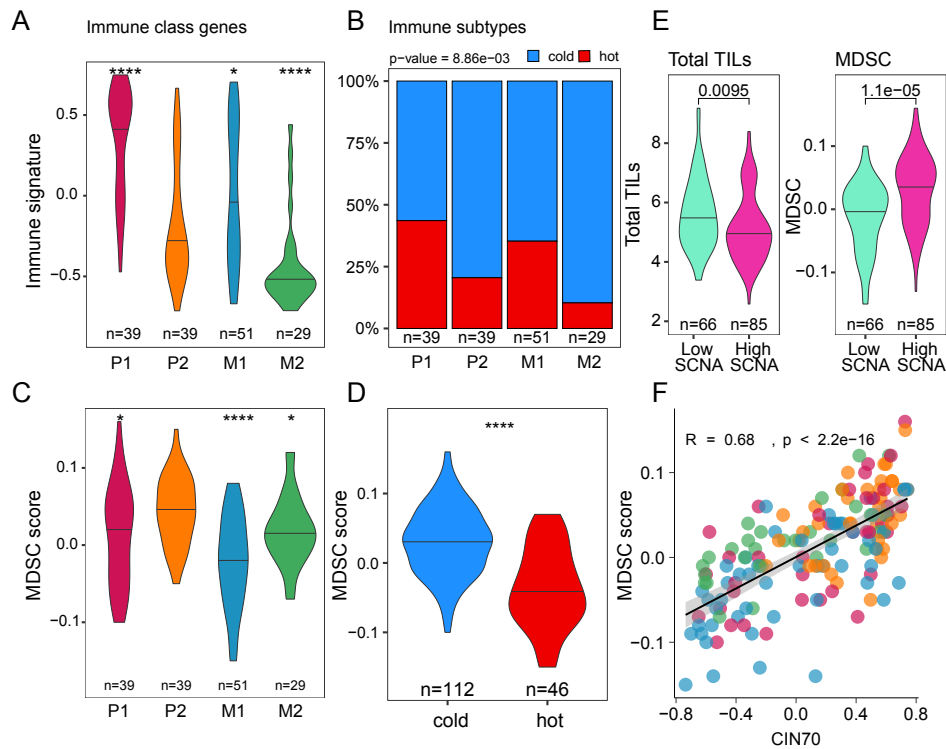 A
Immune class genes
Immune signature
0.5
0.0
−0.5
****
*
****
n=39
n=39
n=51
n=29
P1
P2
M1
M2
B
Immune subtypes
p−value = 8.86e−03
cold
hot
100%
75%
50%
25%
0%
n=39
n=39
n=51
n=29
P1
P2
M1
M2
E
Total TILs
0.0095
Total TILs
8
6
4
2
n=66
n=85
Low
SCNA
High
SCNA
MDSC
1.1e−05
MDSC
0.1
0.0
−0.1
n=66
n=85
Low
SCNA
High
SCNA
C
MDSC score
0.1
0.0
−0.1
*
****
*
n=39
n=39
n=51
n=29
P1
P2
M1
M2
D
MDSC score
0.1
0.0
−0.1
****
n=112
n=46
cold
hot
F
R = 0.68 , p < 2.2e−16
MDSC score
0.1
0.0
−0.1
−0.8
−0.4
0.0
0.4
0.8
CIN70